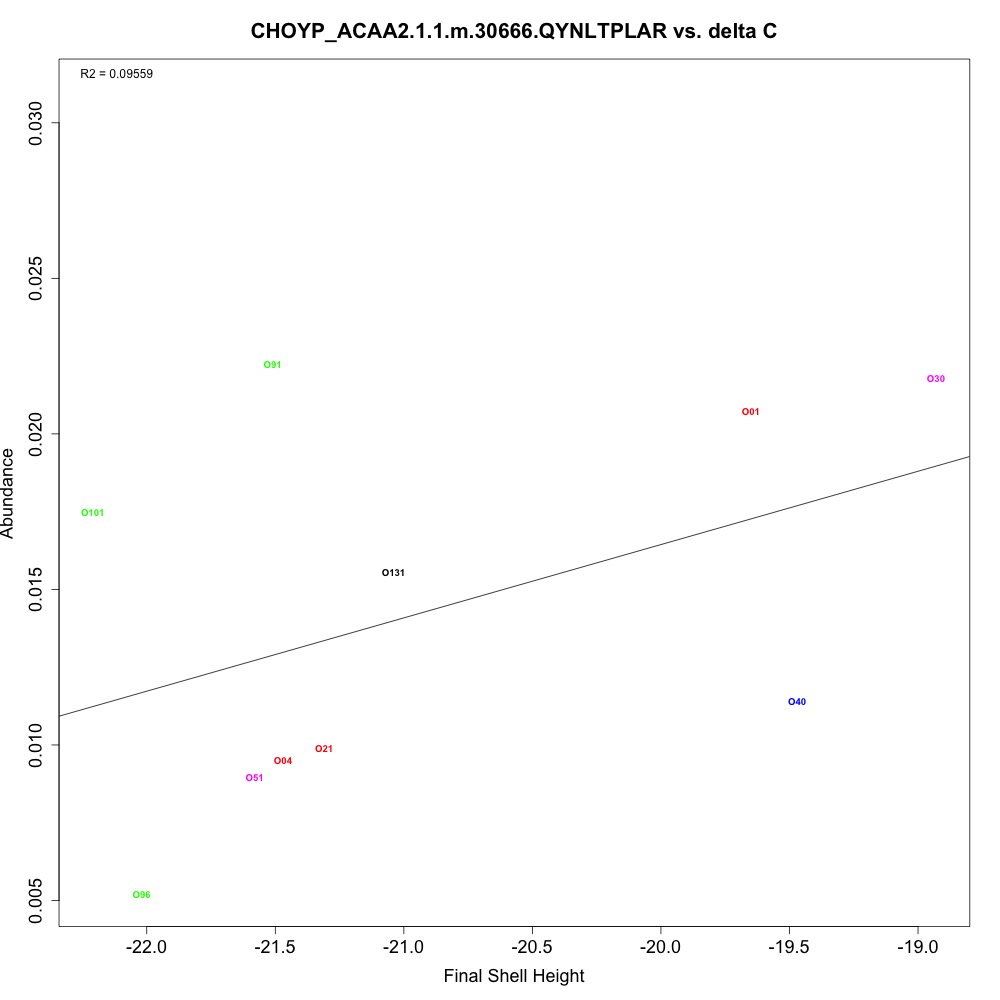 CHOYP_ACAA2.1.1.m.30666.QYNLTPLAR vs. delta C
R2 = 0.09559
0.030
0.025
0.020
0.015
0.010
0.005
Abundance
O91
O30
O01
O101
O131
O40
O21
O04
O51
O96
-22.0 -21.5 -21.0 -20.5 -20.0 -19.5 -19.0
Final Shell Height